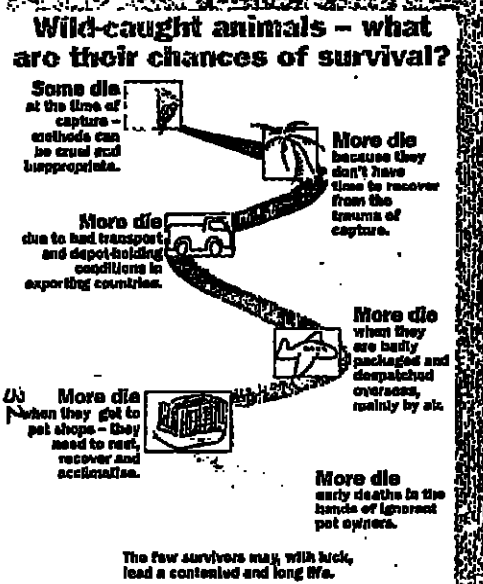 Wild-caught animals – what
are their chances of survival?
Some die
at the time of
capture –
methods can
be cruel and
inappropriate.
More die
because they
don't have
time to recover
from the
trauma of
capture.
More die
due to bad transport
and depot-holding
conditions in
exporting countries.
More die
when they
are badly
packaged and
despatched
overseas,
mainly by air.
More die
when they get to
pet shops – they
need to rest,
recover and
acclimatise.
More die
early deaths in the
hands of ignorant
pet owners.
The few survivors may, with luck,
lead a contented and long life.